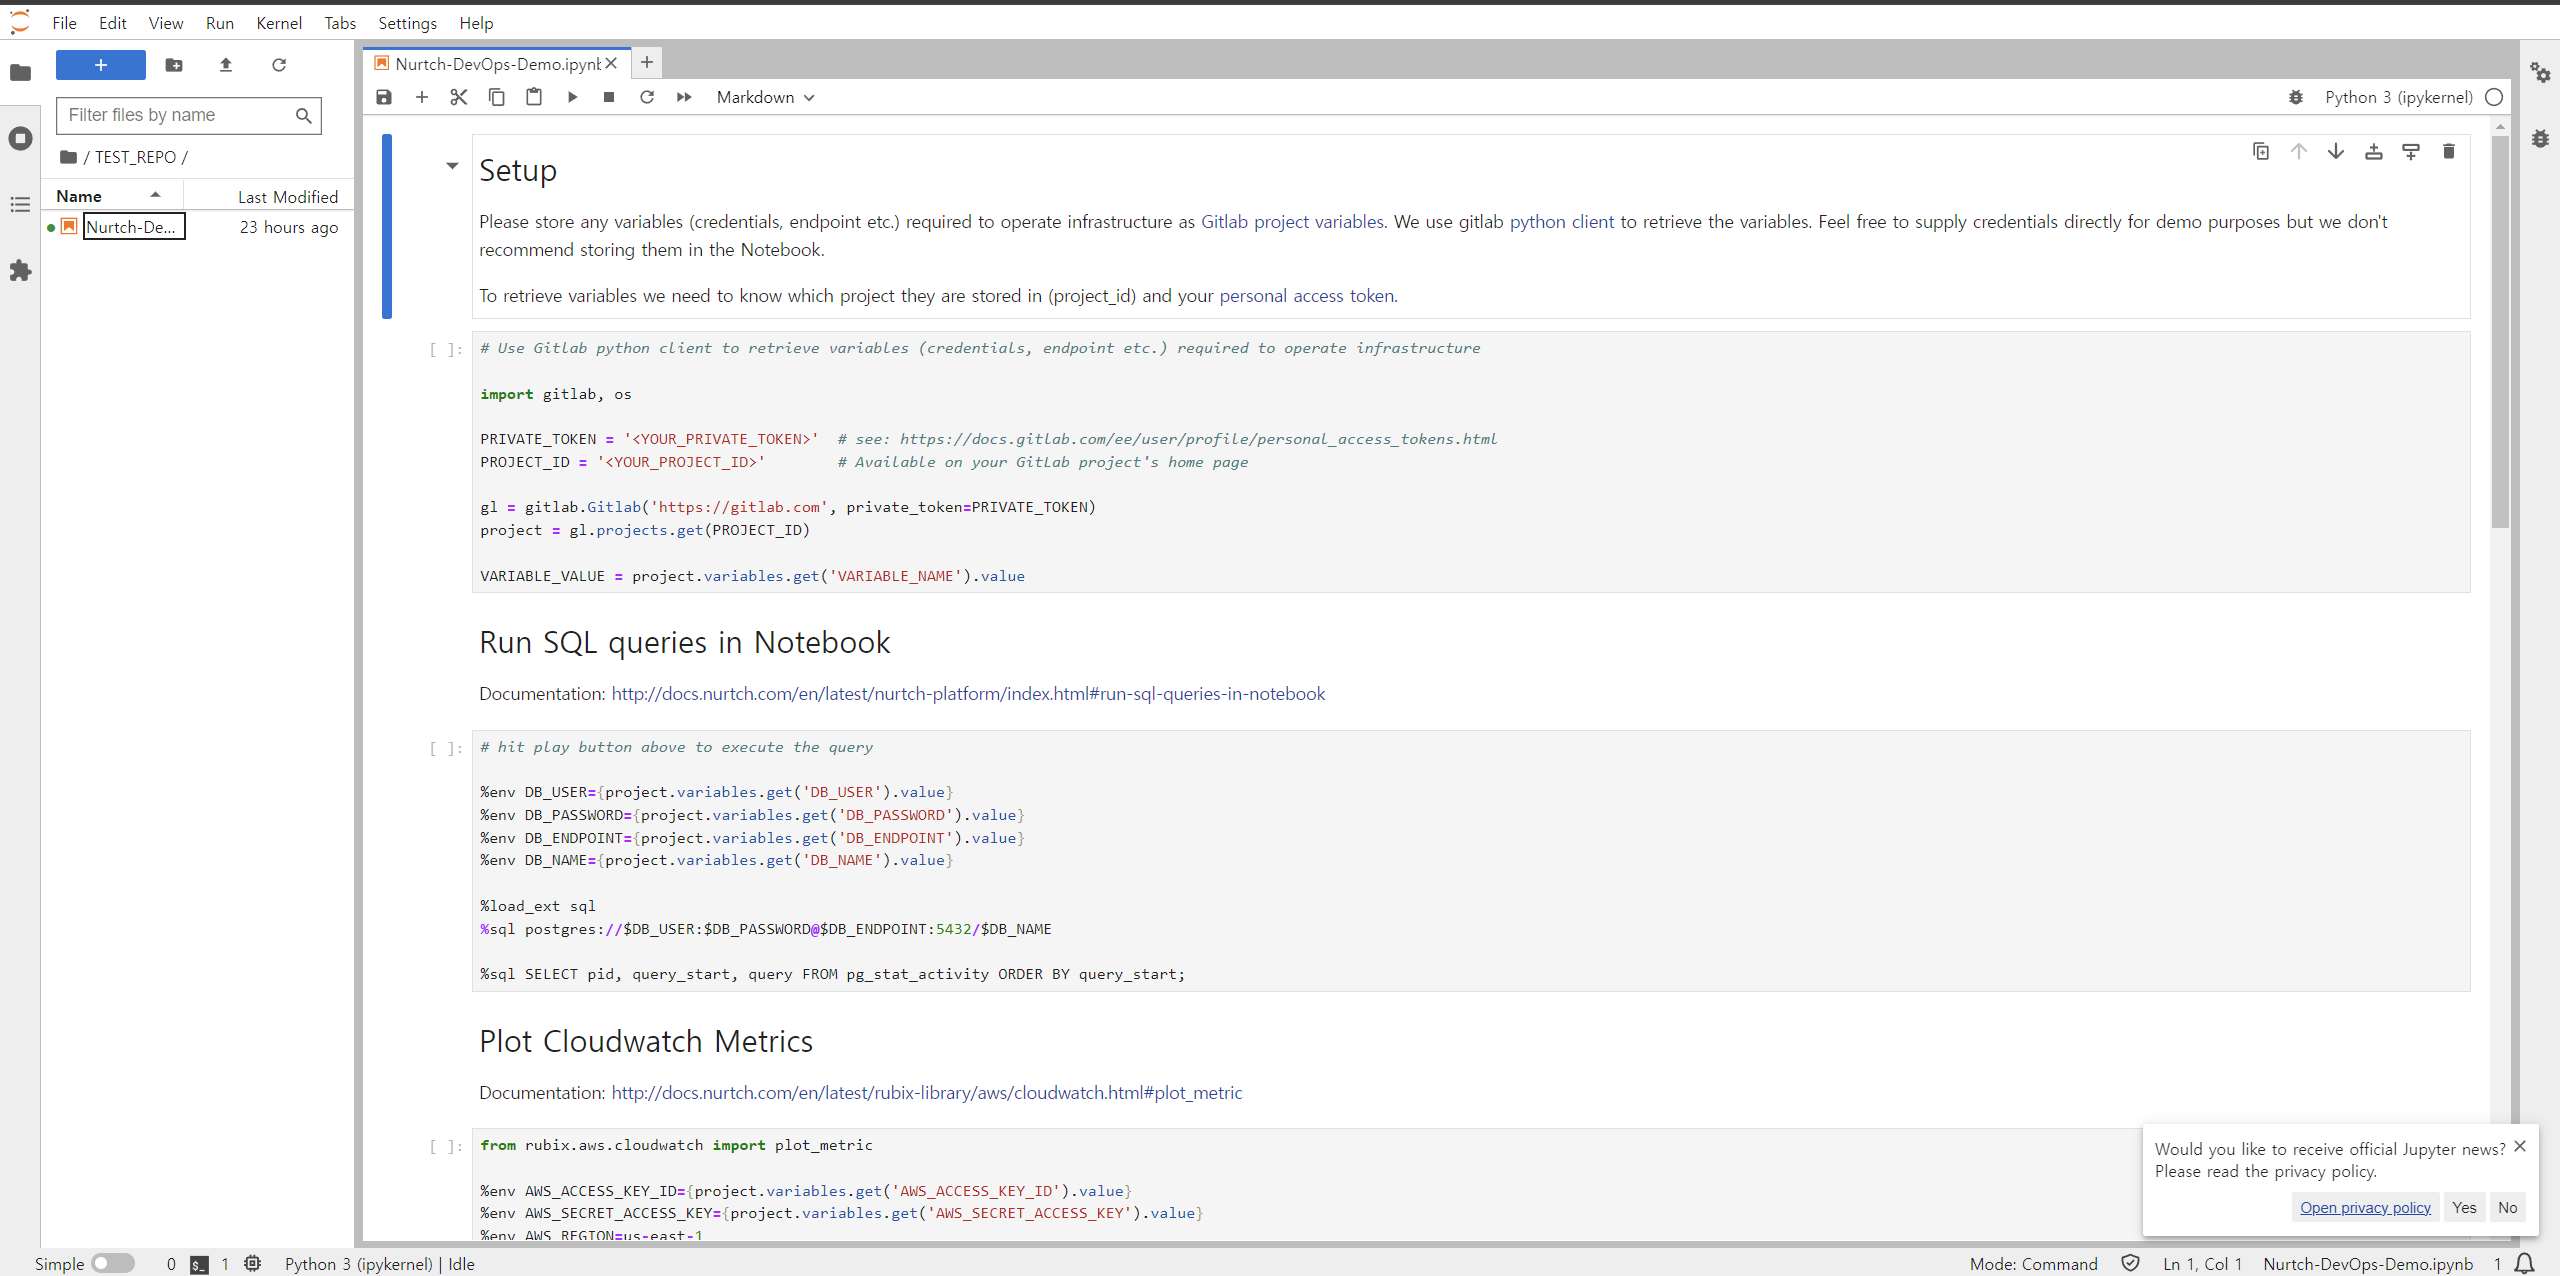 File Edit View Run Kernel Tabs Settings Help
Filter files by name
/ TEST_REPO /
Name Last Modified
Nurtch-De... 23 hours ago
Nurtch-DevOps-Demo.ipynb
Markdown
Python 3 (ipykernel)
Setup
Please store any variables (credentials, endpoint etc.) required to operate infrastructure as Gitlab project variables. We use gitlab python client to retrieve the variables. Feel free to supply credentials directly for demo purposes but we don't
recommend storing them in the Notebook.
To retrieve variables we need to know which project they are stored in (project_id) and your personal access token.
[ ]: # Use Gitlab python client to retrieve variables (credentials, endpoint etc.) required to operate infrastructure
import gitlab, os
PRIVATE_TOKEN = '<YOUR_PRIVATE_TOKEN>'  # see: https://docs.gitlab.com/ee/user/profile/personal_access_tokens.html
PROJECT_ID = '<YOUR_PROJECT_ID>'        # Available on your GitLab project's home page
gl = gitlab.Gitlab('https://gitlab.com', private_token=PRIVATE_TOKEN)
project = gl.projects.get(PROJECT_ID)
VARIABLE_VALUE = project.variables.get('VARIABLE_NAME').value
Run SQL queries in Notebook
Documentation: http://docs.nurtch.com/en/latest/nurtch-platform/index.html#run-sql-queries-in-notebook
[ ]: # hit play button above to execute the query
%env DB_USER={project.variables.get('DB_USER').value}
%env DB_PASSWORD={project.variables.get('DB_PASSWORD').value}
%env DB_ENDPOINT={project.variables.get('DB_ENDPOINT').value}
%env DB_NAME={project.variables.get('DB_NAME').value}
%load_ext sql
%sql postgres://$DB_USER:$DB_PASSWORD@$DB_ENDPOINT:5432/$DB_NAME
%sql SELECT pid, query_start, query FROM pg_stat_activity ORDER BY query_start;
Plot Cloudwatch Metrics
Documentation: http://docs.nurtch.com/en/latest/rubix-library/aws/cloudwatch.html#plot_metric
[ ]: from rubix.aws.cloudwatch import plot_metric
%env AWS_ACCESS_KEY_ID={project.variables.get('AWS_ACCESS_KEY_ID').value}
%env AWS_SECRET_ACCESS_KEY={project.variables.get('AWS_SECRET_ACCESS_KEY').value}
%env AWS_REGION=us-east-1
Would you like to receive official Jupyter news?
Please read the privacy policy.
Open privacy policy Yes No
Simple 0 $_ 1 Python 3 (ipykernel) | Idle Mode: Command Ln 1, Col 1 Nurtch-DevOps-Demo.ipynb 1